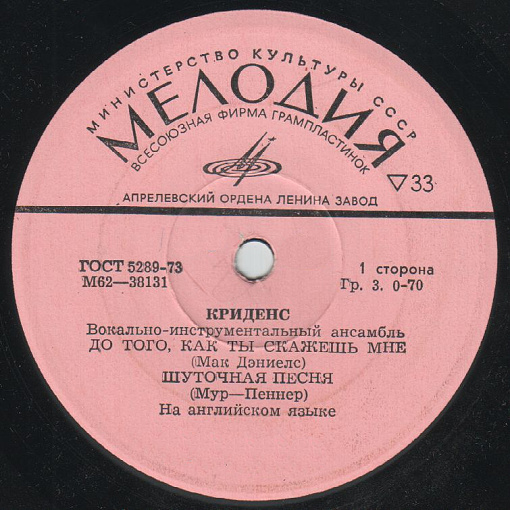 МИНИСТЕРСТВО КУЛЬТУРЫ СССР
МЕЛОДИЯ
ВСЕСОЮЗНАЯ ФИРМА ГРАМПЛАСТИНОК
▽33
АПРЕЛЕВСКИЙ ОРДЕНА ЛЕНИНА ЗАВОД
ГОСТ 5289-73
М62—38131
1 сторона
Гр. 3. 0-70
КРИДЕНС
Вокально-инструментальный ансамбль
ДО ТОГО, КАК ТЫ СКАЖЕШЬ МНЕ
(Мак Дэниелс)
ШУТОЧНАЯ ПЕСНЯ
(Мур—Пеннер)
На английском языке